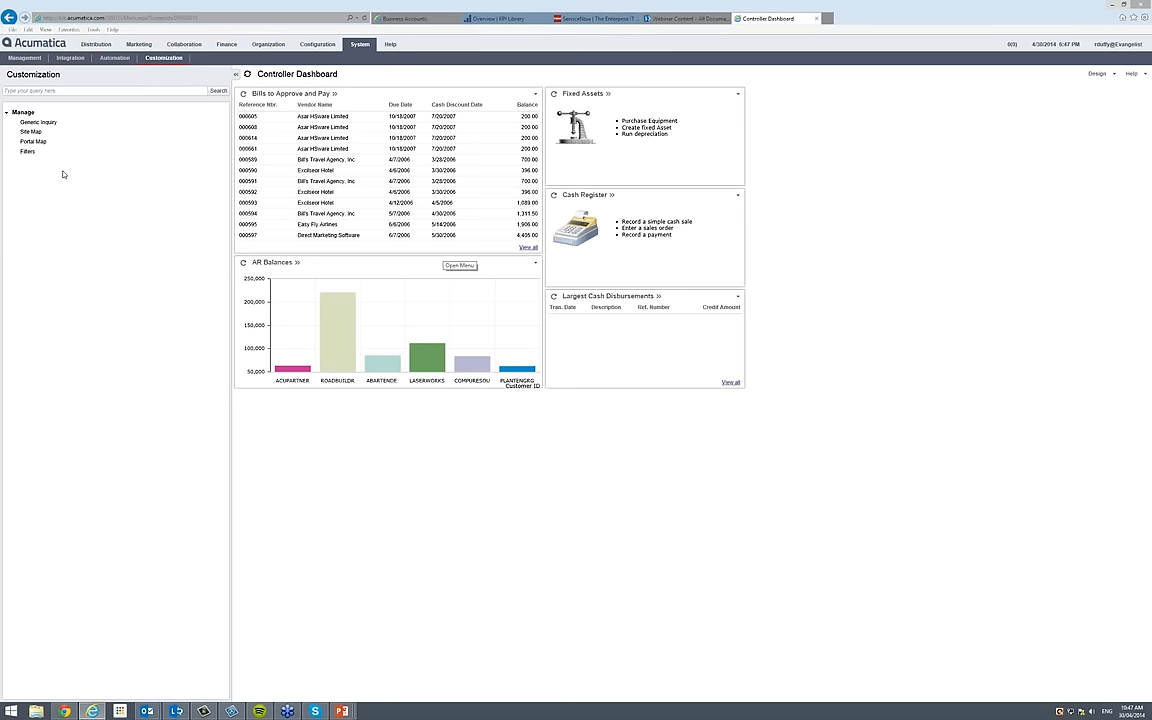 Business Accounts
Overview | KPI Library
ServiceNow | The Enterprise IT ...
Webinar Content - All Docume...
Controller Dashboard
File Edit View Favorites Tools Help
Acumatica
Distribution Marketing Collaboration Finance Organization Configuration System Help
4/30/2014 6:47 PM rduffy@Evangelist
Management Integration Automation Customization
Customization
Controller Dashboard
Design Help
Type your query here
Search
Manage
Generic Inquiry
Site Map
Portal Map
Filters
Bills to Approve and Pay
Reference Nbr. Vendor Name Due Date Cash Discount Date Balance
000605 Asar HSware Limited 10/18/2007 7/20/2007 200.00
000608 Asar HSware Limited 10/18/2007 7/20/2007 200.00
000614 Asar HSware Limited 10/18/2007 7/20/2007 200.00
000661 Asar HSware Limited 10/18/2007 7/20/2007 200.00
000589 Bill's Travel Agency, Inc 4/7/2006 3/28/2006 700.00
000590 Excilseor Hotel 4/6/2006 3/30/2006 396.00
000591 Bill's Travel Agency, Inc 4/7/2006 3/28/2006 700.00
000592 Excilseor Hotel 4/6/2006 3/30/2006 396.00
000593 Excilseor Hotel 4/12/2006 4/5/2006 1,089.00
000594 Bill's Travel Agency, Inc 5/7/2006 4/30/2006 1,311.50
000595 Easy Fly Airlines 6/6/2006 5/14/2006 1,906.00
000597 Direct Marketing Software 6/7/2006 5/30/2006 4,405.00
View all
AR Balances
Open Menu
250,000
200,000
150,000
100,000
50,000
ACUPARTNER ROADBUILDR ABARTENDE LASERWORKS COMPURESOU PLANTENGRG
Customer ID
Fixed Assets
Purchase Equipment
Create fixed Asset
Run depreciation
Cash Register
Record a simple cash sale
Enter a sales order
Record a payment
Largest Cash Disbursements
Tran. Date Description Ref. Number Credit Amount
View all
ENG
10:47 AM
30/04/2014